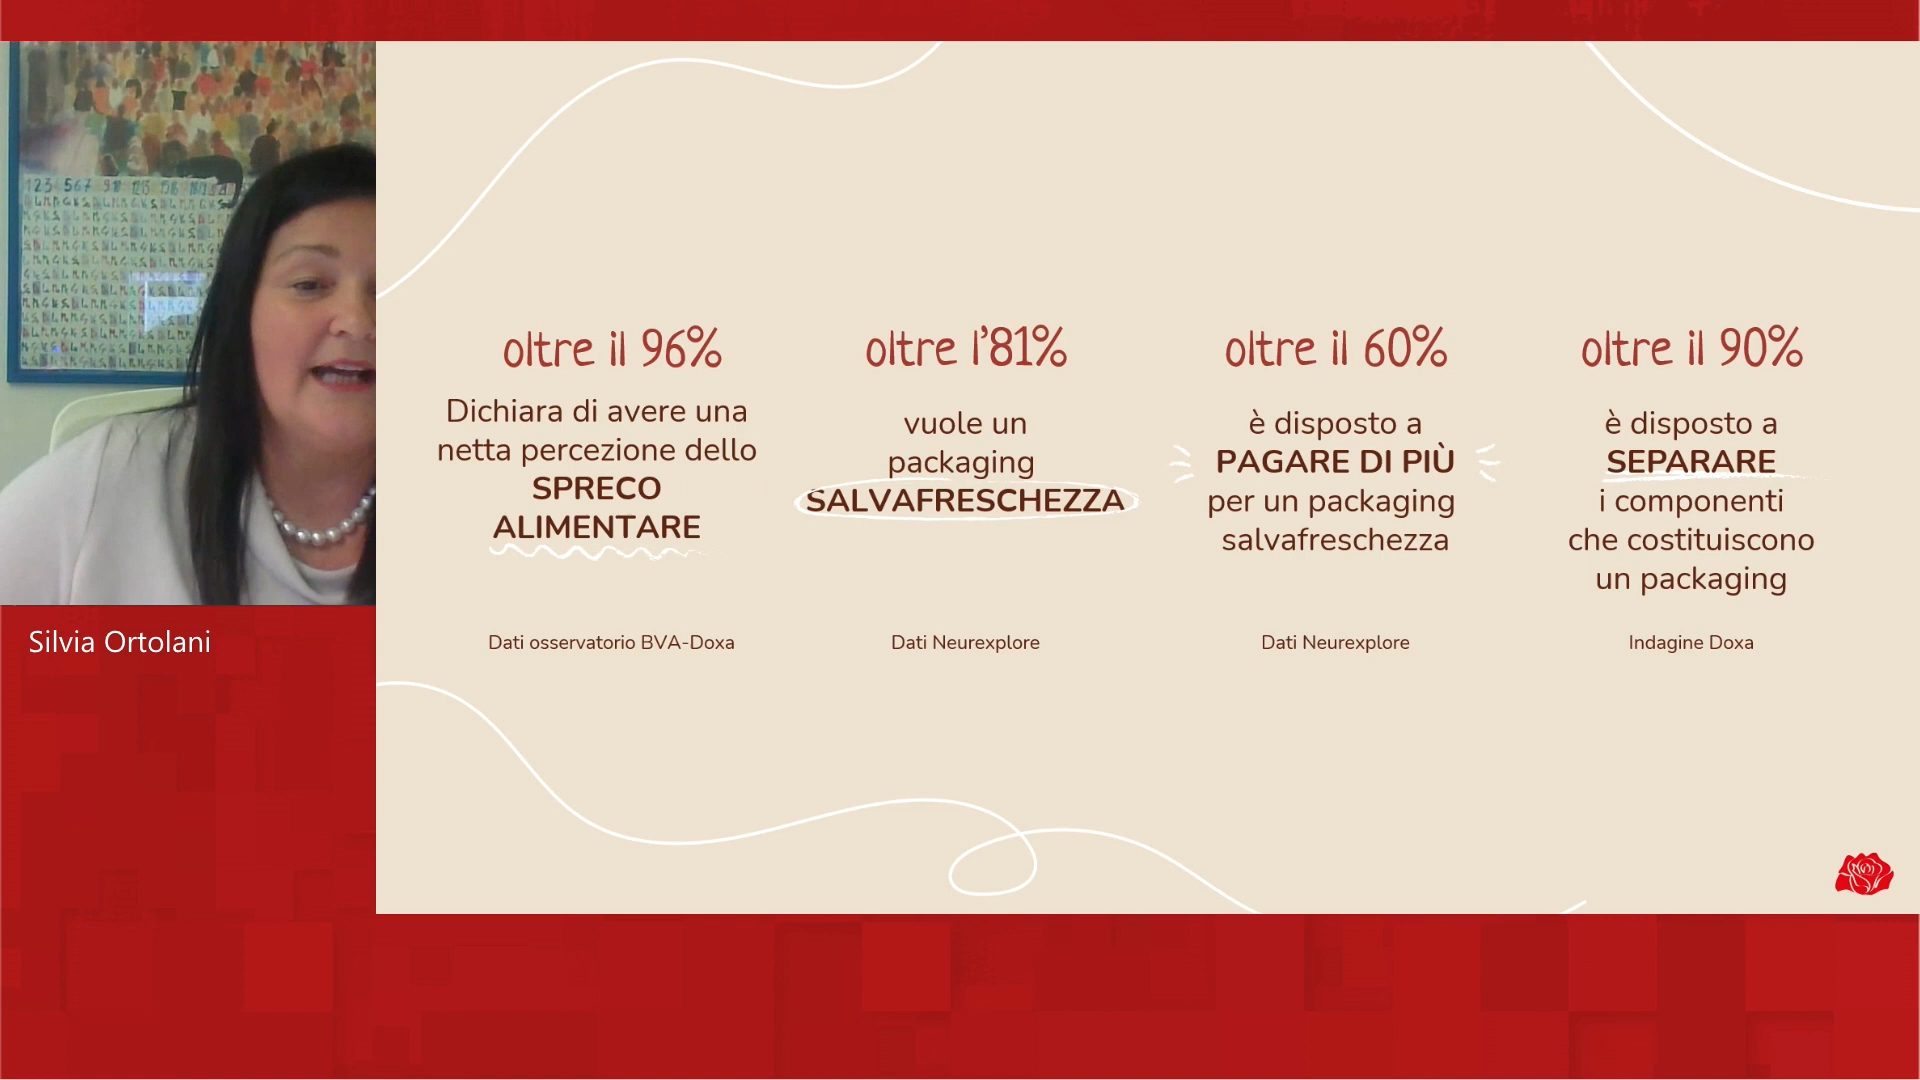 oltre il 96%
Dichiara di avere una
netta percezione dello
SPRECO
ALIMENTARE
Dati osservatorio BVA-Doxa
oltre l'81%
vuole un
packaging
SALVAFRESCHEZZA
Dati Neurexplore
oltre il 60%
è disposto a
PAGARE DI PIÙ
per un packaging
salvafreschezza
Dati Neurexplore
oltre il 90%
è disposto a
SEPARARE
i componenti
che costituiscono
un packaging
Indagine Doxa
Silvia Ortolani